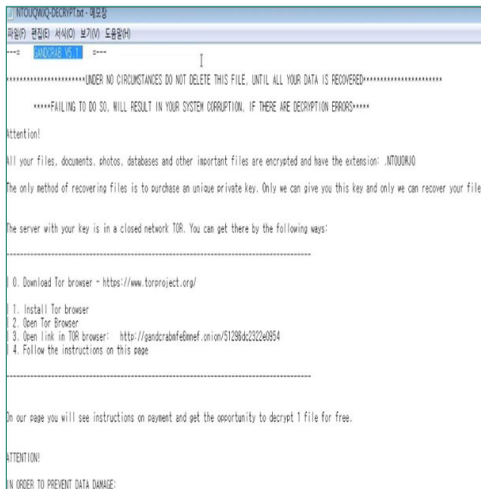 NTOUQWJQ-DECRYPT.txt - 메모장
파일(F) 편집(E) 서식(O) 보기(V) 도움말(H)
---= GANDCRAB V5.1 =---
***********************UNDER NO CIRCUMSTANCES DO NOT DELETE THIS FILE, UNTIL ALL YOUR DATA IS RECOVERED***********************
*****FAILING TO DO SO, WILL RESULT IN YOUR SYSTEM CORRUPTION, IF THERE ARE DECRYPTION ERRORS*****
Attention!
All your files, documents, photos, databases and other important files are encrypted and have the extension:
The only method of recovering files is to purchase an unique private key. Only we can give you this key and only we can recover your file
The server with your key is in a closed network TOR. You can get there by the following ways:
----------------------------------------------------------------------------------------
| 0. Download Tor browser - https://www.torproject.org/
| 1. Install Tor browser
| 2. Open Tor Browser
| 3. Open link in TOR browser: http://gandcrabmfe6mnef.onion/51296dc2322e0954
| 4. Follow the instructions on this page
----------------------------------------------------------------------------------------
On our page you will see instructions on payment and get the opportunity to decrypt 1 file for free.
ATTENTION!
IN ORDER TO PREVENT DATA DAMAGE: